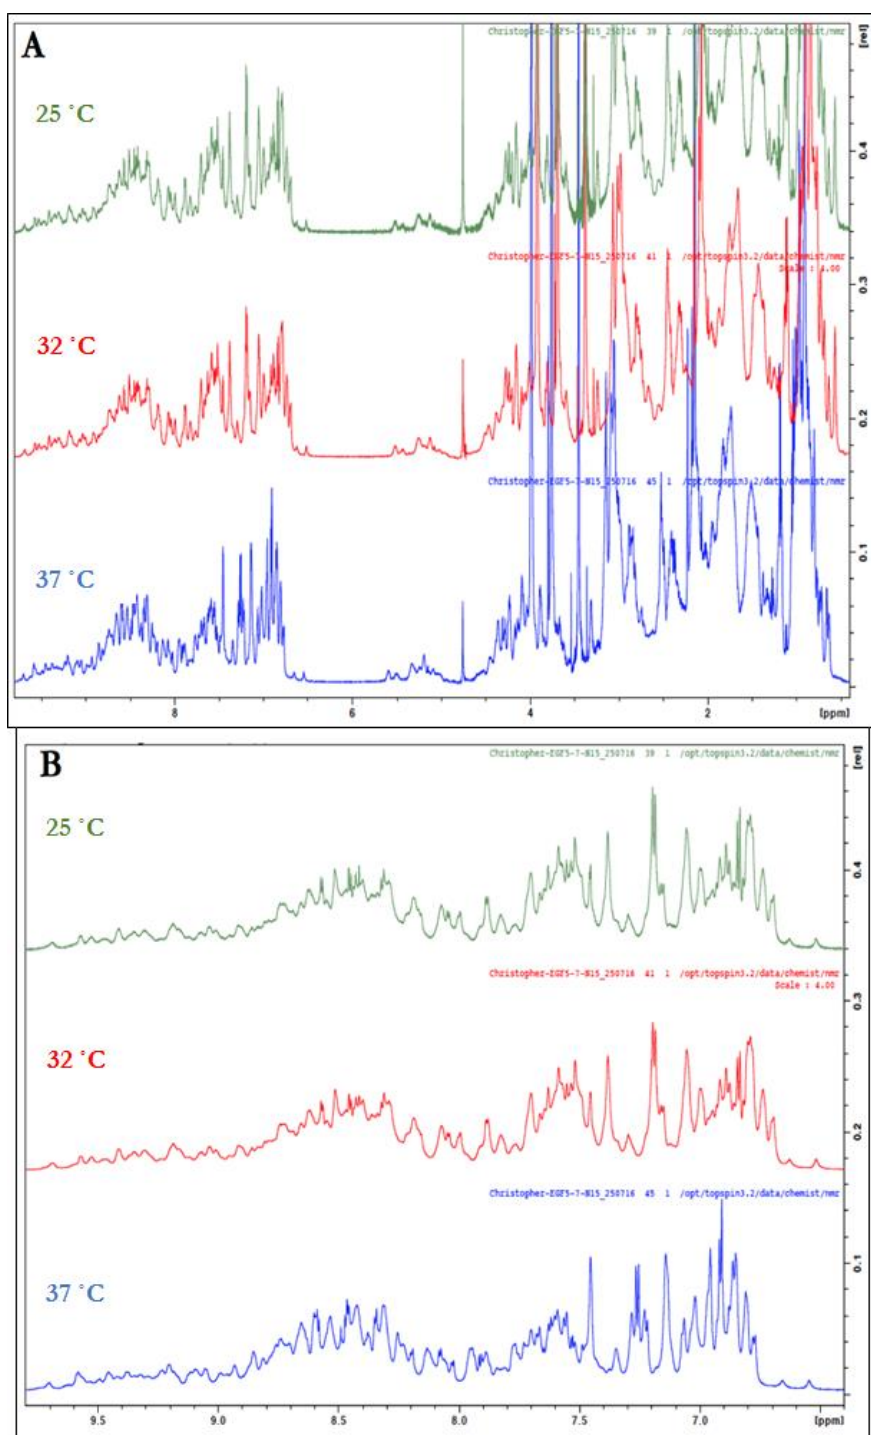 A
Christopher-EGF5-7-N15_250716 39 1 /opt/topspin3.2/data/chemist/nmr
25 °C
Christopher-EGF5-7-N15_250716 41 1 /opt/topspin3.2/data/chemist/nmr
Scale : 4.00
32 °C
Christopher-EGF5-7-N15_250716 45 1 /opt/topspin3.2/data/chemist/nmr
37 °C
[rel]
0.4
0.3
0.2
0.1
8 6 4 2 [ppm]
B
Christopher-EGF5-7-N15_250716 39 1 /opt/topspin3.2/data/chemist/nmr
25 °C
Christopher-EGF5-7-N15_250716 41 1 /opt/topspin3.2/data/chemist/nmr
Scale : 4.00
32 °C
Christopher-EGF5-7-N15_250716 45 1 /opt/topspin3.2/data/chemist/nmr
37 °C
[rel]
0.4
0.3
0.2
0.1
9.5 9.0 8.5 8.0 7.5 7.0 [ppm]